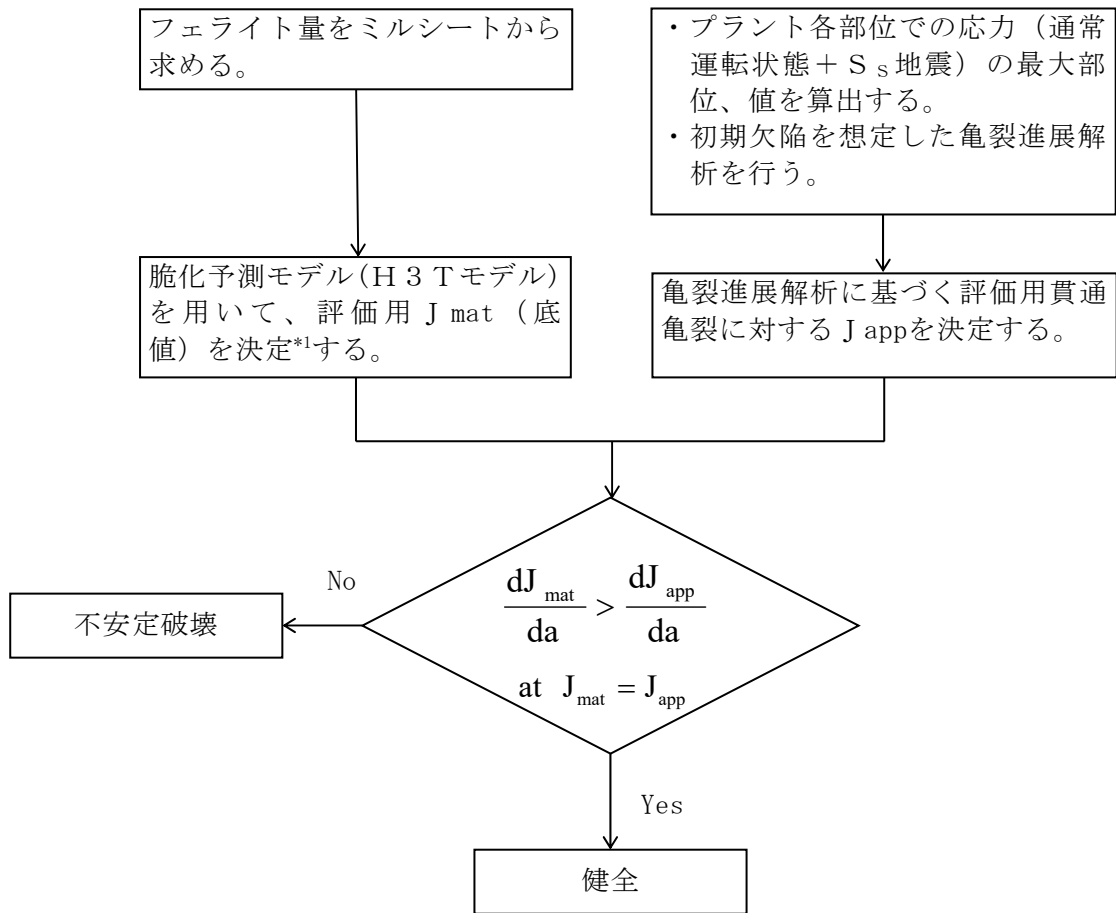 フェライト量をミルシートから
求める。
・プラント各部位での応力（通常
運転状態＋Ｓs地震）の最大部
位、値を算出する。
・初期欠陥を想定した亀裂進展解
析を行う。
脆化予測モデル(Ｈ３Ｔモデル)
を用いて、評価用Ｊmat（底
値）を決定*1する。
亀裂進展解析に基づく評価用貫通
亀裂に対するＪappを決定する。
dJmat/da > dJapp/da
at Jmat = Japp
No
不安定破壊
Yes
健全